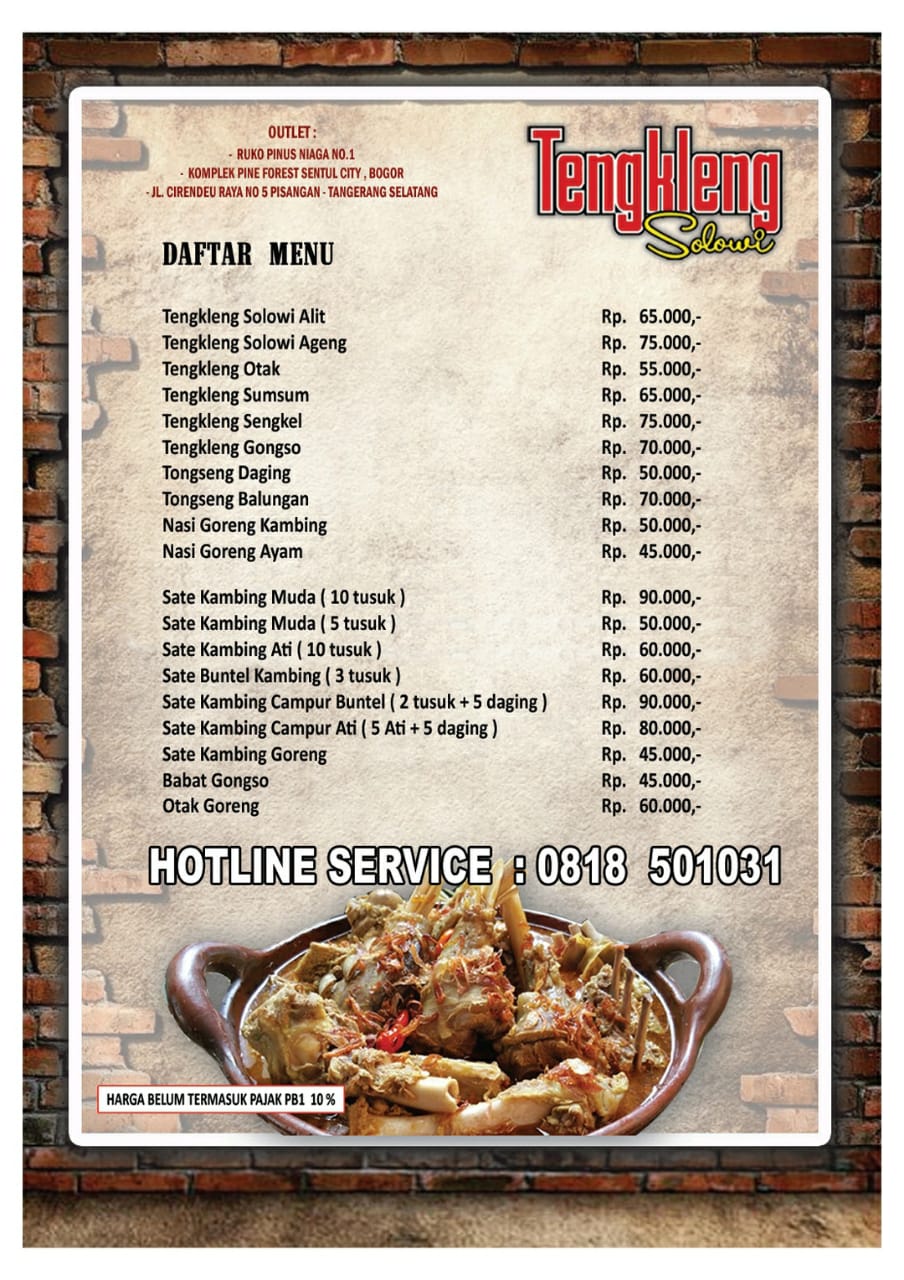 OUTLET :
- RUKO PINUS NIAGA NO.1
- KOMPLEK PINE FOREST SENTUL CITY , BOGOR
- JL. CIRENDEU RAYA NO 5 PISANGAN - TANGERANG SELATAN
Tengkleng
Solowi
DAFTAR MENU
Tengkleng Solowi Alit Rp. 65.000,-
Tengkleng Solowi Ageng Rp. 75.000,-
Tengkleng Otak Rp. 55.000,-
Tengkleng Sumsum Rp. 65.000,-
Tengkleng Sengkel Rp. 75.000,-
Tengkleng Gongso Rp. 70.000,-
Tongseng Daging Rp. 50.000,-
Tongseng Balungan Rp. 70.000,-
Nasi Goreng Kambing Rp. 50.000,-
Nasi Goreng Ayam Rp. 45.000,-
Sate Kambing Muda ( 10 tusuk ) Rp. 90.000,-
Sate Kambing Muda ( 5 tusuk ) Rp. 50.000,-
Sate Kambing Ati ( 10 tusuk ) Rp. 60.000,-
Sate Buntel Kambing ( 3 tusuk ) Rp. 60.000,-
Sate Kambing Campur Buntel ( 2 tusuk + 5 daging ) Rp. 90.000,-
Sate Kambing Campur Ati ( 5 Ati + 5 daging ) Rp. 80.000,-
Sate Kambing Goreng Rp. 45.000,-
Babat Gongso Rp. 45.000,-
Otak Goreng Rp. 60.000,-
HOTLINE SERVICE : 0818 501031
HARGA BELUM TERMASUK PAJAK PB1 10 %